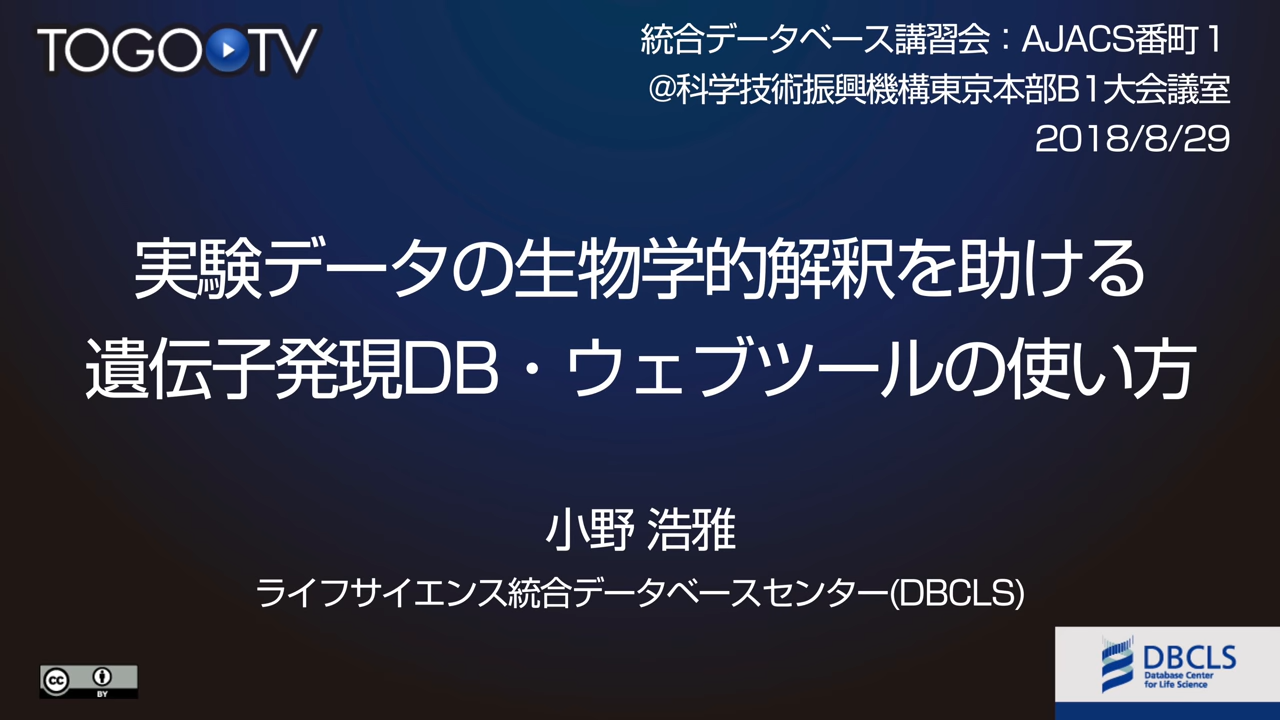 TOGO TV
統合データベース講習会：AJACS番町１
@科学技術振興機構東京本部B1大会議室
2018/8/29
実験データの生物学的解釈を助ける
遺伝子発現DB・ウェブツールの使い方
小野 浩雅
ライフサイエンス統合データベースセンター(DBCLS)
cc
BY
DBCLS
Database Center
for Life Science